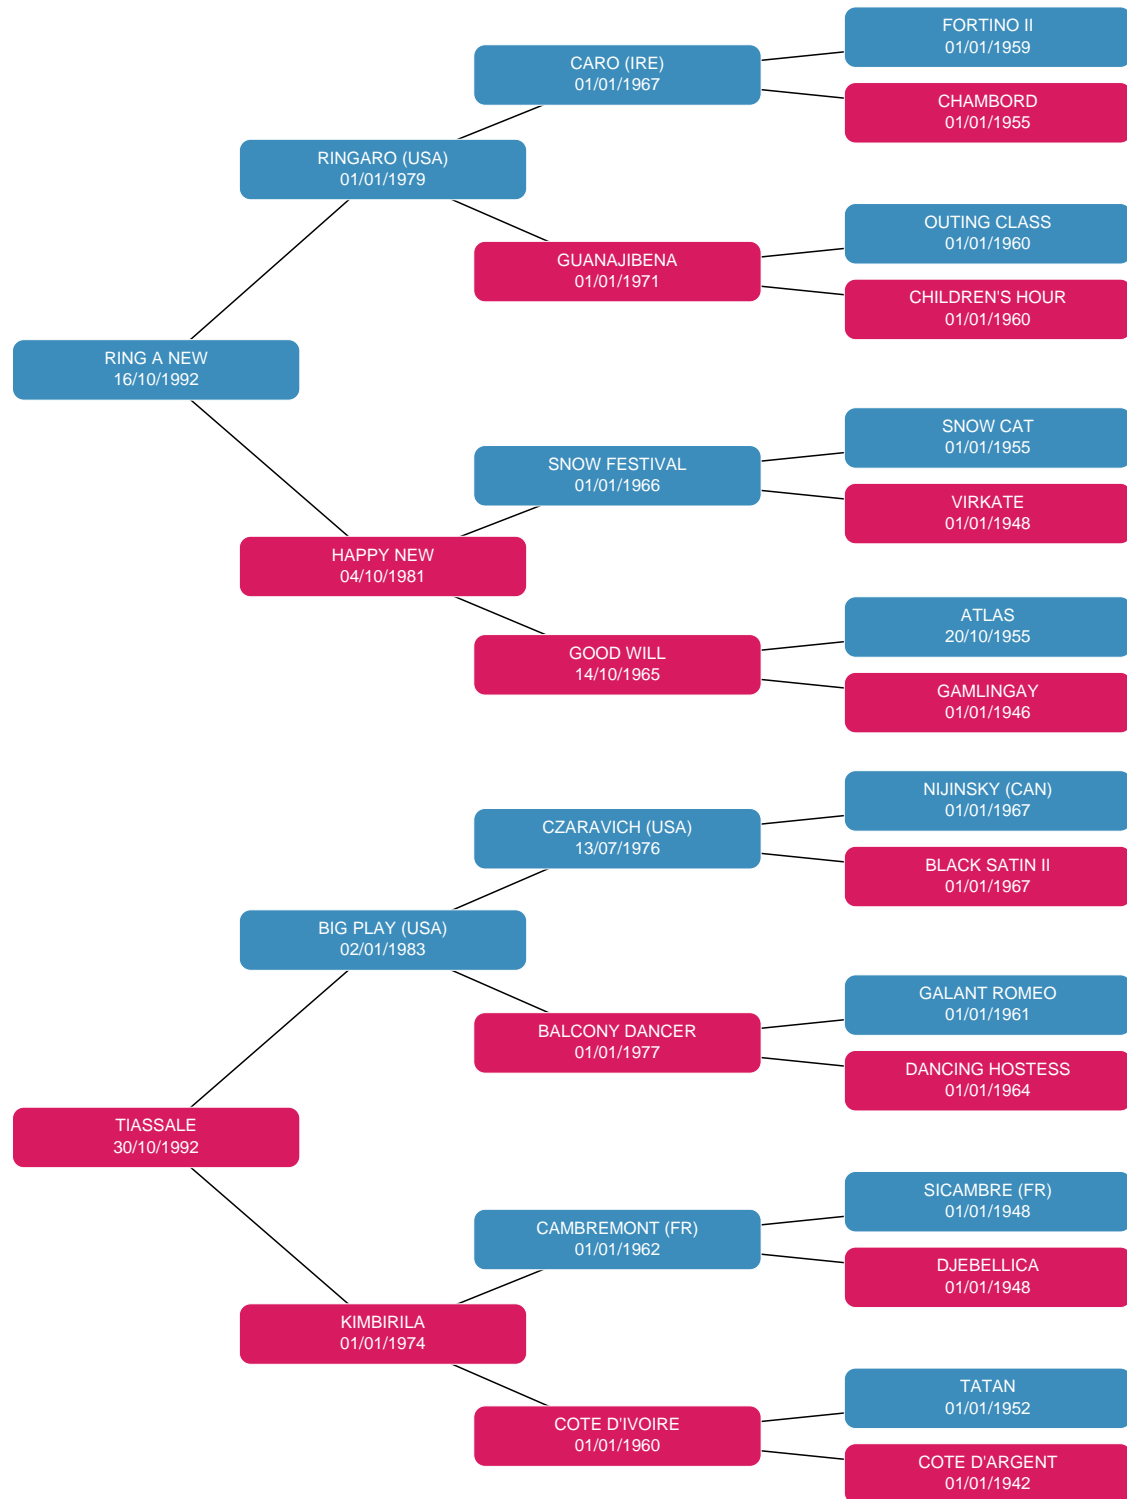 FORTINO II
01/01/1959
CARO (IRE)
01/01/1967
CHAMBORD
01/01/1955
RINGARO (USA)
01/01/1979
OUTING CLASS
01/01/1960
GUANAJIBENA
01/01/1971
CHILDREN'S HOUR
01/01/1960
RING A NEW
16/10/1992
SNOW CAT
01/01/1955
SNOW FESTIVAL
01/01/1966
VIRKATE
01/01/1948
HAPPY NEW
04/10/1981
ATLAS
20/10/1955
GOOD WILL
14/10/1965
GAMLINGAY
01/01/1946
NIJINSKY (CAN)
01/01/1967
CZARAVICH (USA)
13/07/1976
BLACK SATIN II
01/01/1967
BIG PLAY (USA)
02/01/1983
GALANT ROMEO
01/01/1961
BALCONY DANCER
01/01/1977
DANCING HOSTESS
01/01/1964
TIASSALE
30/10/1992
SICAMBRE (FR)
01/01/1948
CAMBREMONT (FR)
01/01/1962
DJEBELLICA
01/01/1948
KIMBIRILA
01/01/1974
TATAN
01/01/1952
COTE D'IVOIRE
01/01/1960
COTE D'ARGENT
01/01/1942